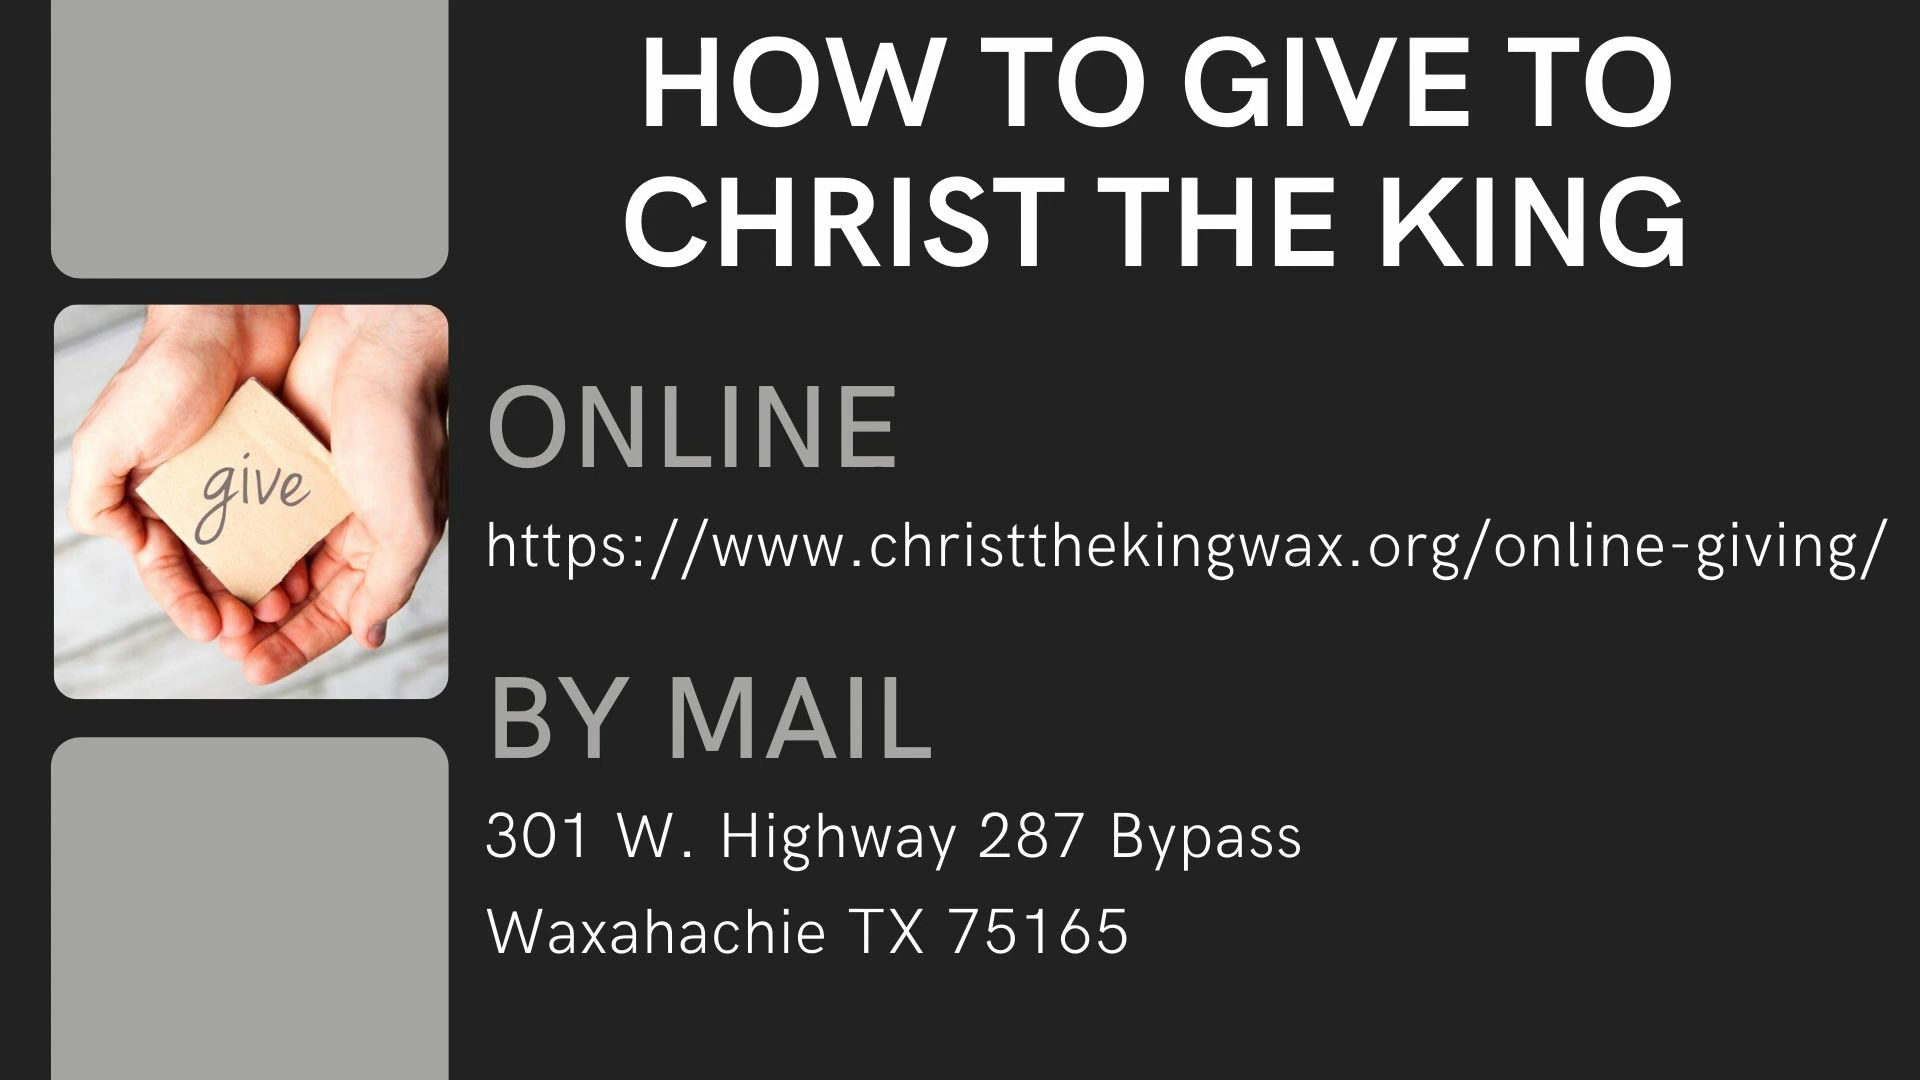 HOW TO GIVE TO
CHRIST THE KING
give
ONLINE
https://www.christthekingwax.org/online-giving/
BY MAIL
301 W. Highway 287 Bypass
Waxahachie TX 75165